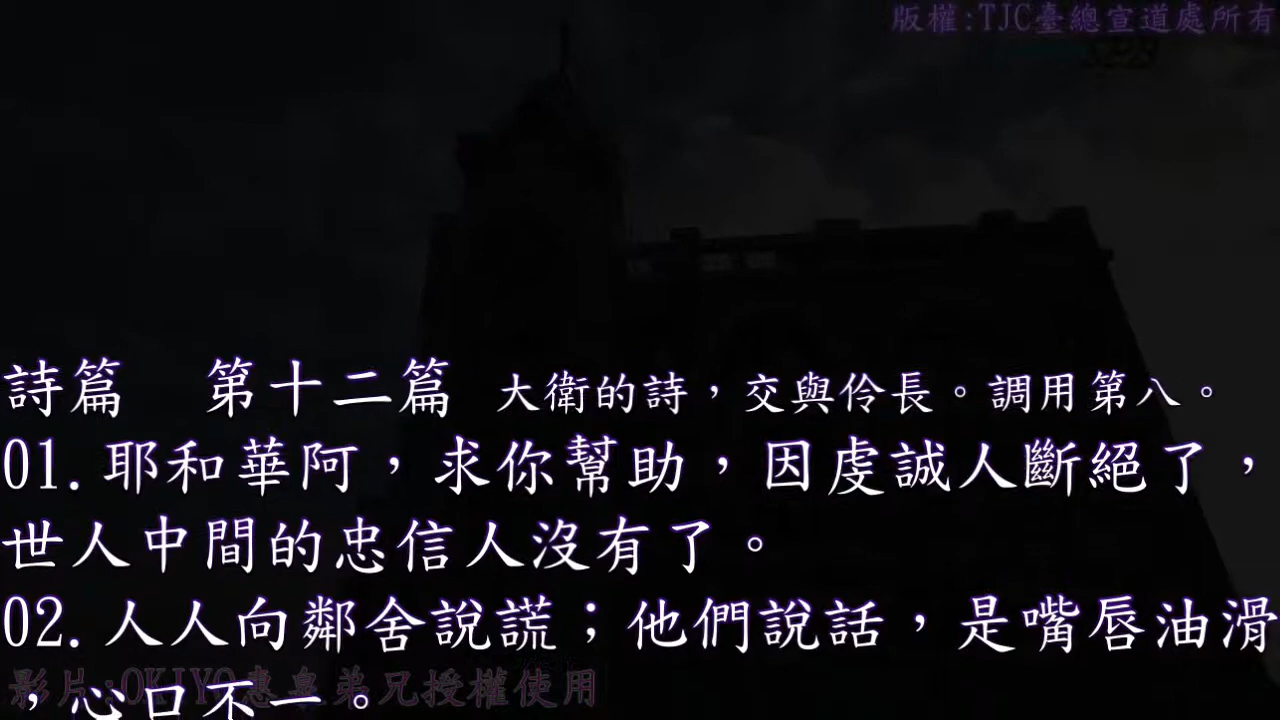 版權:TJC臺總宣道處所有
詩篇　第十二篇 大衛的詩，交與伶長。調用第八。
01.耶和華阿，求你幫助，因虔誠人斷絕了，
世人中間的忠信人沒有了。
02.人人向鄰舍說謊；他們說話，是嘴唇油滑
，心口不一。
影片:OKIYO惠 弟兄授權使用